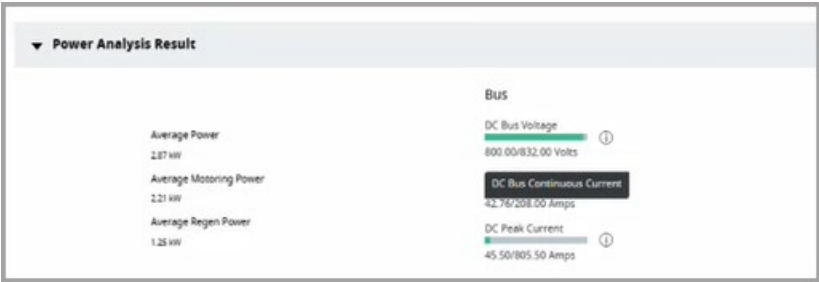 Power Analysis Result
Bus
Average Power
2.87 kW
Average Motoring Power
2.21 kW
Average Regen Power
1.25 kW
DC Bus Voltage
800.00/832.00 Volts
DC Bus Continuous Current
42.76/208.00 Amps
DC Peak Current
45.50/805.50 Amps